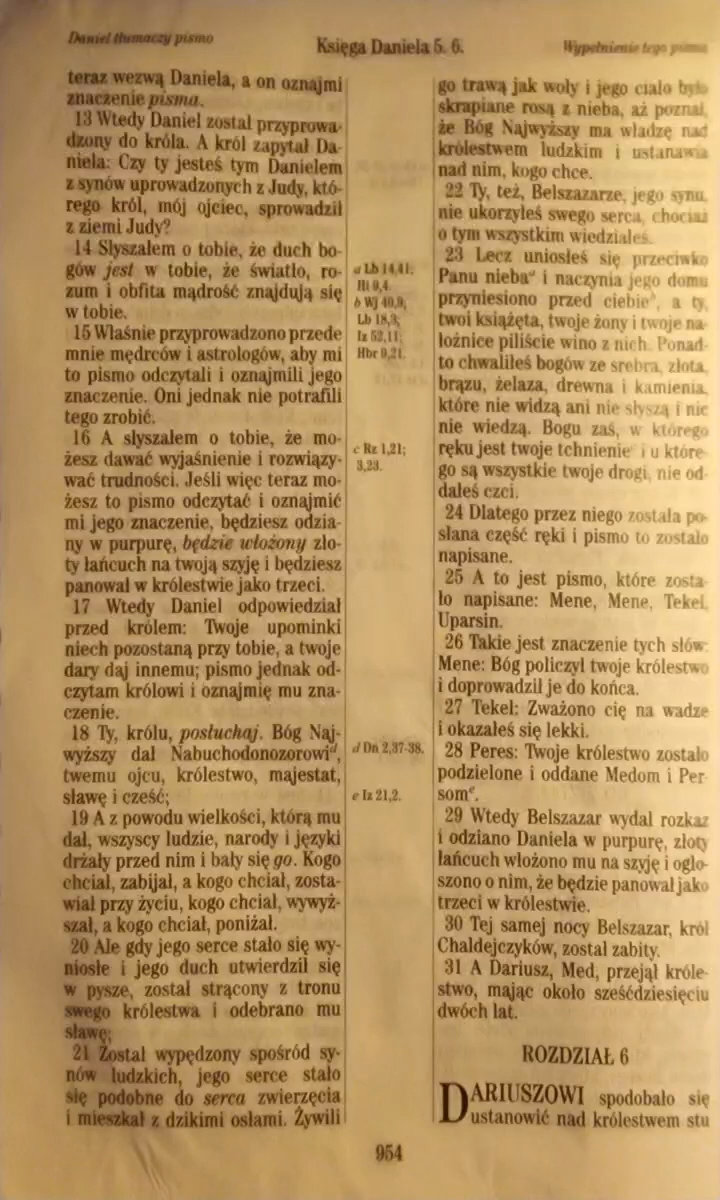 Daniel tłumaczy pismo
Księga Daniela 5. 6.
Wypełnienie tego pisma
teraz wezwą Daniela, a on oznajmi
znaczenie pisma.
13 Wtedy Daniel został przyprowa-
dzony do króla. A król zapytał Da-
niela: Czy ty jesteś tym Danielem
z synów uprowadzonych z Judy, któ-
rego król, mój ojciec, sprowadził
z ziemi Judy?
14 Słyszałem o tobie, że duch bo-
gów jest w tobie, że światło, ro-
zum i obfita mądrość znajdują się
w tobie.
15 Właśnie przyprowadzono przede
mnie mędrców i astrologów, aby mi
to pismo odczytali i oznajmili jego
znaczenie. Oni jednak nie potrafili
tego zrobić.
16 A słyszałem o tobie, że mo-
żesz dawać wyjaśnienie i rozwiązy-
wać trudności. Jeśli więc teraz mo-
żesz to pismo odczytać i oznajmić
mi jego znaczenie, będziesz odzia-
ny w purpurę, będzie włożony zło-
ty łańcuch na twoją szyję i będziesz
panował w królestwie jako trzeci.
17 Wtedy Daniel odpowiedział
przed królem: Twoje upominki
niech pozostaną przy tobie, a twoje
dary daj innemu; pismo jednak od-
czytam królowi i oznajmię mu zna-
czenie.
18 Ty, królu, posłuchaj. Bóg Naj-
wyższy dał Nabuchodonozorowi<sup>d</sup>,
twemu ojcu, królestwo, majestat,
sławę i cześć;
19 A z powodu wielkości, którą mu
dał, wszyscy ludzie, narody i języki
drżały przed nim i bały się go. Kogo
chciał, zabijał, a kogo chciał, zosta-
wiał przy życiu, kogo chciał, wywyż-
szał, a kogo chciał, poniżał.
20 Ale gdy jego serce stało się wy-
niosłe i jego duch utwierdził się
w pysze, został strącony z tronu
swego królestwa i odebrano mu
sławę;
21 Został wypędzony spośród sy-
nów ludzkich, jego serce stało
się podobne do serca zwierzęcia
i mieszkał z dzikimi osłami. Żywili
a Lb 14,41;
Hi 9,4.
b Wj 40,9;
Lb 18,3;
Iz 52,11;
Hbr 9,21.
c Rz 1,21;
3,23.
d Dn 2,37-38.
e Iz 21,2.
go trawą jak woły i jego ciało było
skrapiane rosą z nieba, aż poznał,
że Bóg Najwyższy ma władzę nad
królestwem ludzkim i ustanawia
nad nim, kogo chce.
22 Ty, też, Belszazarze, jego synu,
nie ukorzyłeś swego serca, chociaż
o tym wszystkim wiedziałeś.
23 Lecz uniosłeś się przeciwko
Panu nieba<sup>a</sup> i naczynia jego domu
przyniesiono przed ciebie<sup>b</sup>, a ty,
twoi książęta, twoje żony i twoje na-
łożnice piliście wino z nich. Ponad-
to chwaliłeś bogów ze srebra, złota,
brązu, żelaza, drewna i kamienia,
które nie widzą ani nie słyszą i nic
nie wiedzą. Bogu zaś, w którego
ręku jest twoje tchnienie<sup>c</sup> i u które-
go są wszystkie twoje drogi, nie od-
dałeś czci.
24 Dlatego przez niego została po-
słana część ręki i pismo to zostało
napisane.
25 A to jest pismo, które zosta-
ło napisane: Mene, Mene, Tekel,
Uparsin.
26 Takie jest znaczenie tych słów:
Mene: Bóg policzył twoje królestwo
i doprowadził je do końca.
27 Tekel: Zważono cię na wadze
i okazałeś się lekki.
28 Peres: Twoje królestwo zostało
podzielone i oddane Medom i Per-
som<sup>e</sup>.
29 Wtedy Belszazar wydał rozkaz
i odziano Daniela w purpurę, złoty
łańcuch włożono mu na szyję i ogło-
szono o nim, że będzie panował jako
trzeci w królestwie.
30 Tej samej nocy Belszazar, król
Chaldejczyków, został zabity.
31 A Dariusz, Med, przejął króle-
stwo, mając około sześćdziesięciu
dwóch lat.
ROZDZIAŁ 6
DARIUSZOWI spodobało się
ustanowić nad królestwem stu
954